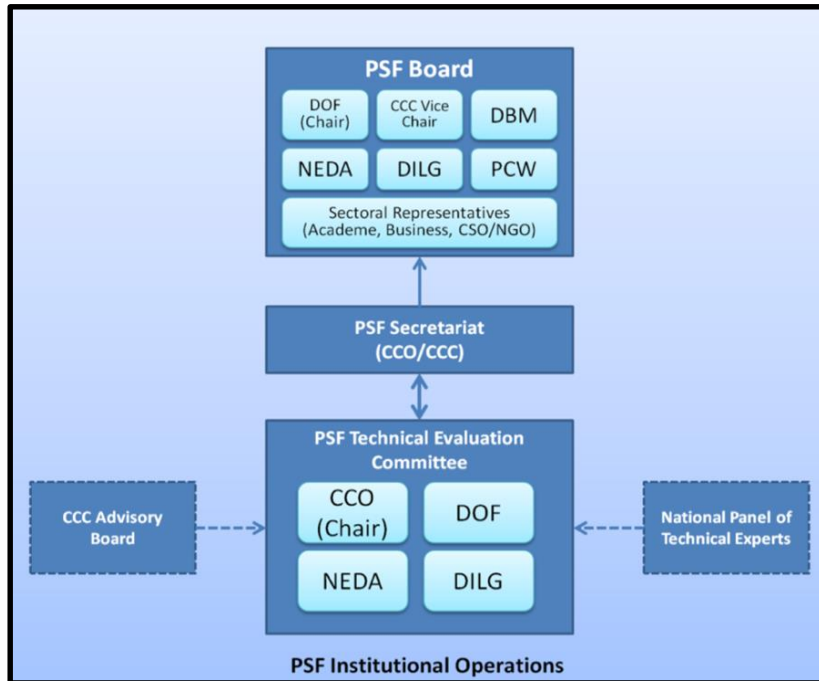 PSF Board
DOF
(Chair)
CCC Vice
Chair
DBM
NEDA
DILG
PCW
Sectoral Representatives
(Academe, Business, CSO/NGO)
PSF Secretariat
(CCO/CCC)
PSF Technical Evaluation
Committee
CCO
(Chair)
DOF
NEDA
DILG
CCC Advisory
Board
National Panel of
Technical Experts
PSF Institutional Operations